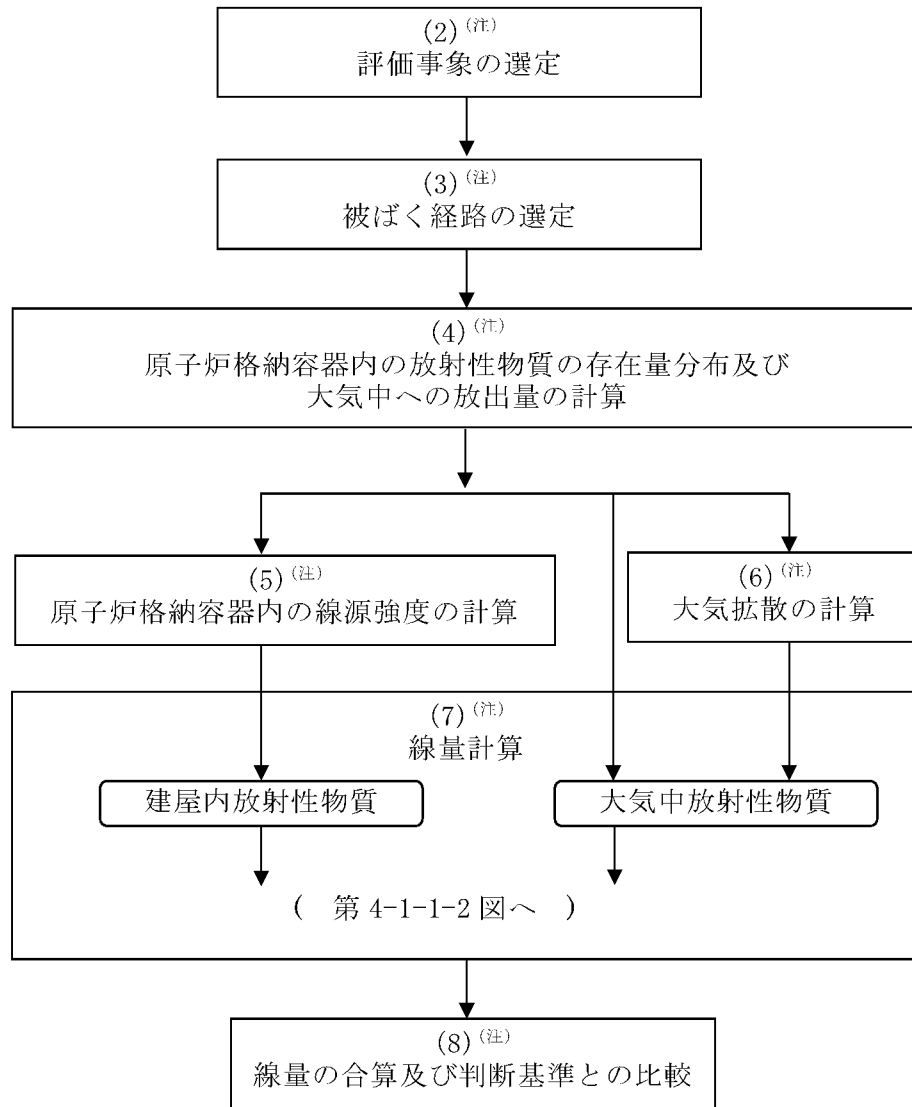 (2)(注)
評価事象の選定
(3)(注)
被ばく経路の選定
(4)(注)
原子炉格納容器内の放射性物質の存在量分布及び
大気中への放出量の計算
(5)(注)
原子炉格納容器内の線源強度の計算
(6)(注)
大気拡散の計算
(7)(注)
線量計算
建屋内放射性物質
大気中放射性物質
( 第 4-1-1-2 図へ )
(8)(注)
線量の合算及び判断基準との比較